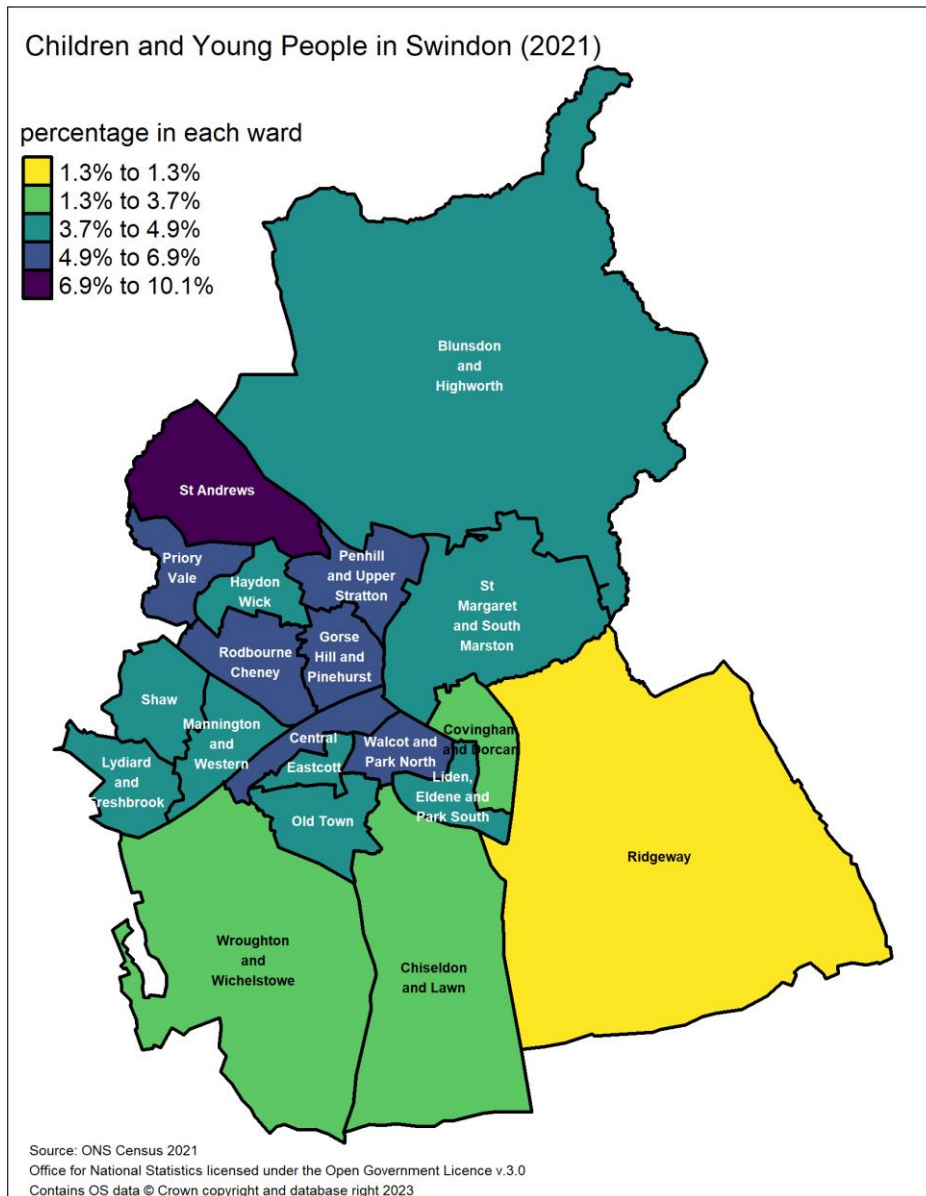 Children and Young People in Swindon (2021)
percentage in each ward
1.3% to 1.3%
1.3% to 3.7%
3.7% to 4.9%
4.9% to 6.9%
6.9% to 10.1%
Blunsdon
and
Highworth
St Andrews
Priory
Vale
Haydon
Wick
Penhill
and Upper
Stratton
St
Margaret
and South
Marston
Rodbourne
Cheney
Gorse
Hill and
Pinehurst
Shaw
Mannington
and
Western
Lydiard
and
Freshbrook
Central
Eastcott
Walcot and
Park North
Covingham
and Dorcan
Liden,
Eldene and
Park South
Old Town
Ridgeway
Wroughton
and
Wichelstowe
Chiseldon
and Lawn
Source: ONS Census 2021
Office for National Statistics licensed under the Open Government Licence v.3.0
Contains OS data © Crown copyright and database right 2023